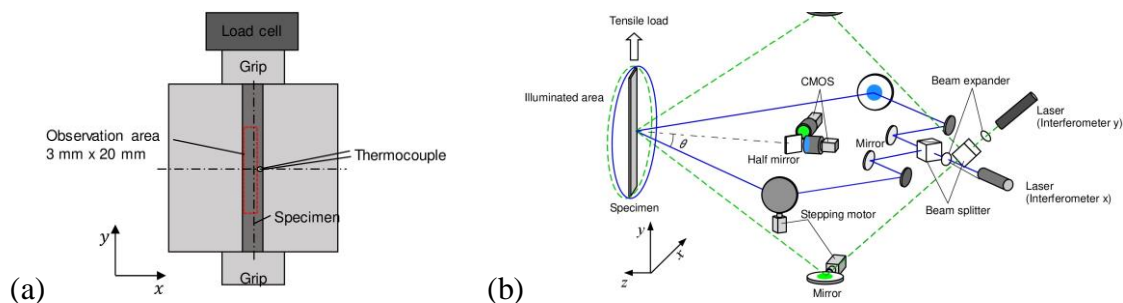 Load cell
Grip
Observation area
3 mm x 20 mm
Thermocouple
Specimen
y
x
Grip
(a)
Tensile load
Illuminated area
CMOS
Beam expander
Laser
(Interferometer y)
θ
Half mirror
Mirror
Laser
(Interferometer x)
Specimen
Stepping motor
Beam splitter
y
x
z
Mirror
(b)